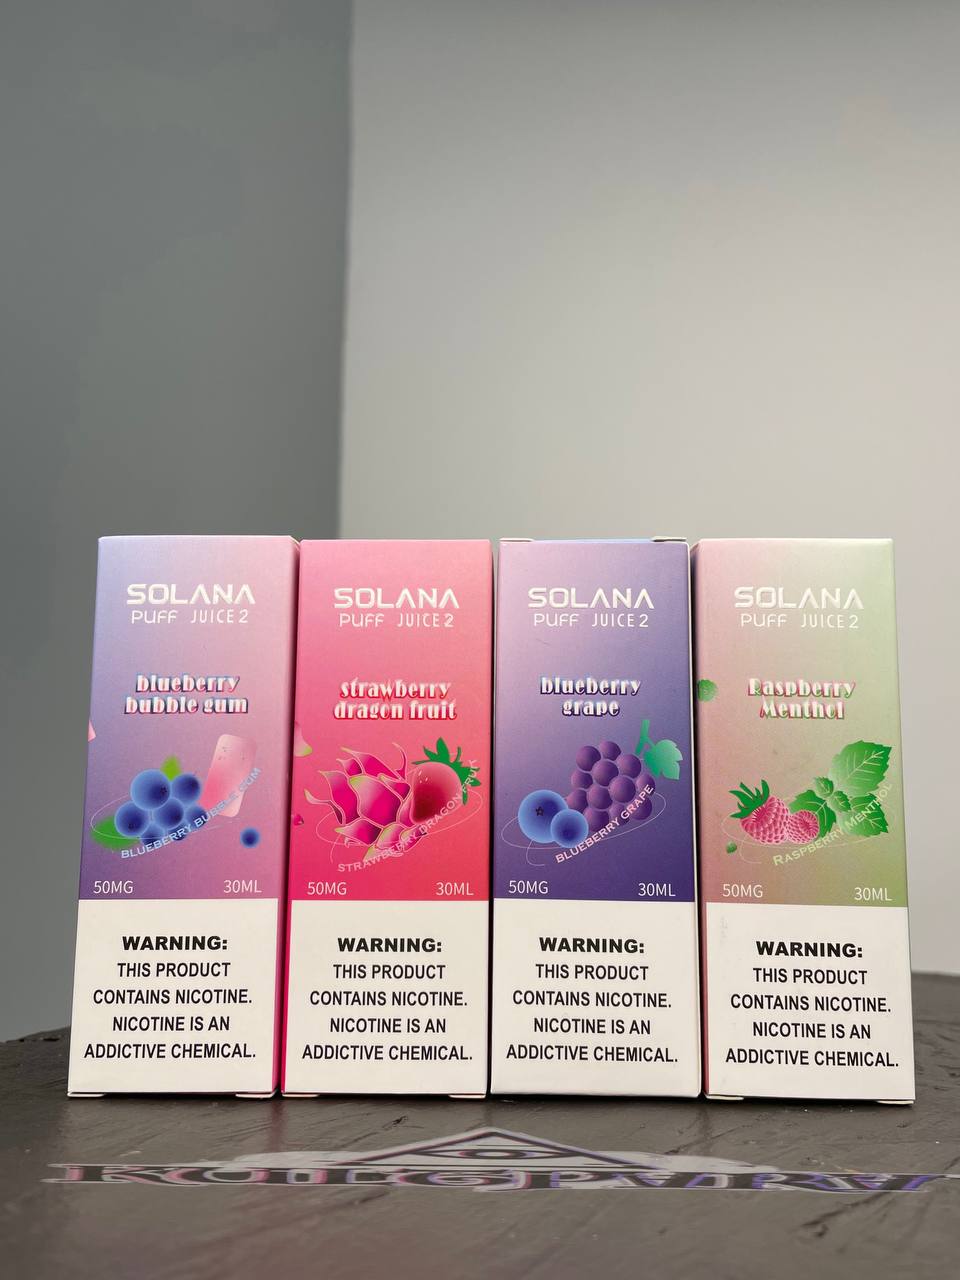 SOLANA
PUFF JUICE 2
blueberry
bubble gum
BLUEBERRY BUBBLE GUM
50MG 30ML
WARNING:
THIS PRODUCT
CONTAINS NICOTINE.
NICOTINE IS AN
ADDICTIVE CHEMICAL.
SOLANA
PUFF JUICE 2
strawberry
dragon fruit
STRAWBERRY DRAGON FRUIT
50MG 30ML
WARNING:
THIS PRODUCT
CONTAINS NICOTINE.
NICOTINE IS AN
ADDICTIVE CHEMICAL.
SOLANA
PUFF JUICE 2
blueberry
grape
BLUEBERRY GRAPE
50MG 30ML
WARNING:
THIS PRODUCT
CONTAINS NICOTINE.
NICOTINE IS AN
ADDICTIVE CHEMICAL.
SOLANA
PUFF JUICE 2
Raspberry
Menthol
RASPBERRY MENTHOL
50MG 30ML
WARNING:
THIS PRODUCT
CONTAINS NICOTINE.
NICOTINE IS AN
ADDICTIVE CHEMICAL.